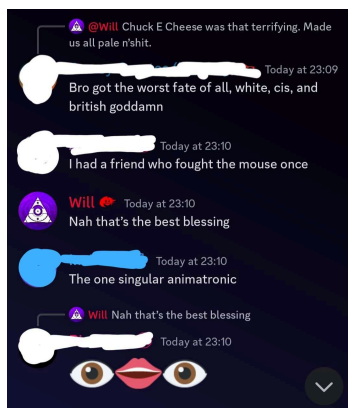 @Will Chuck E Cheese was that terrifying. Made
us all pale n'shit.
Today at 23:09
Bro got the worst fate of all, white, cis, and
british goddamn
Today at 23:10
I had a friend who fought the mouse once
Will Today at 23:10
Nah that's the best blessing
Today at 23:10
The one singular animatronic
Will Nah that's the best blessing
Today at 23:10